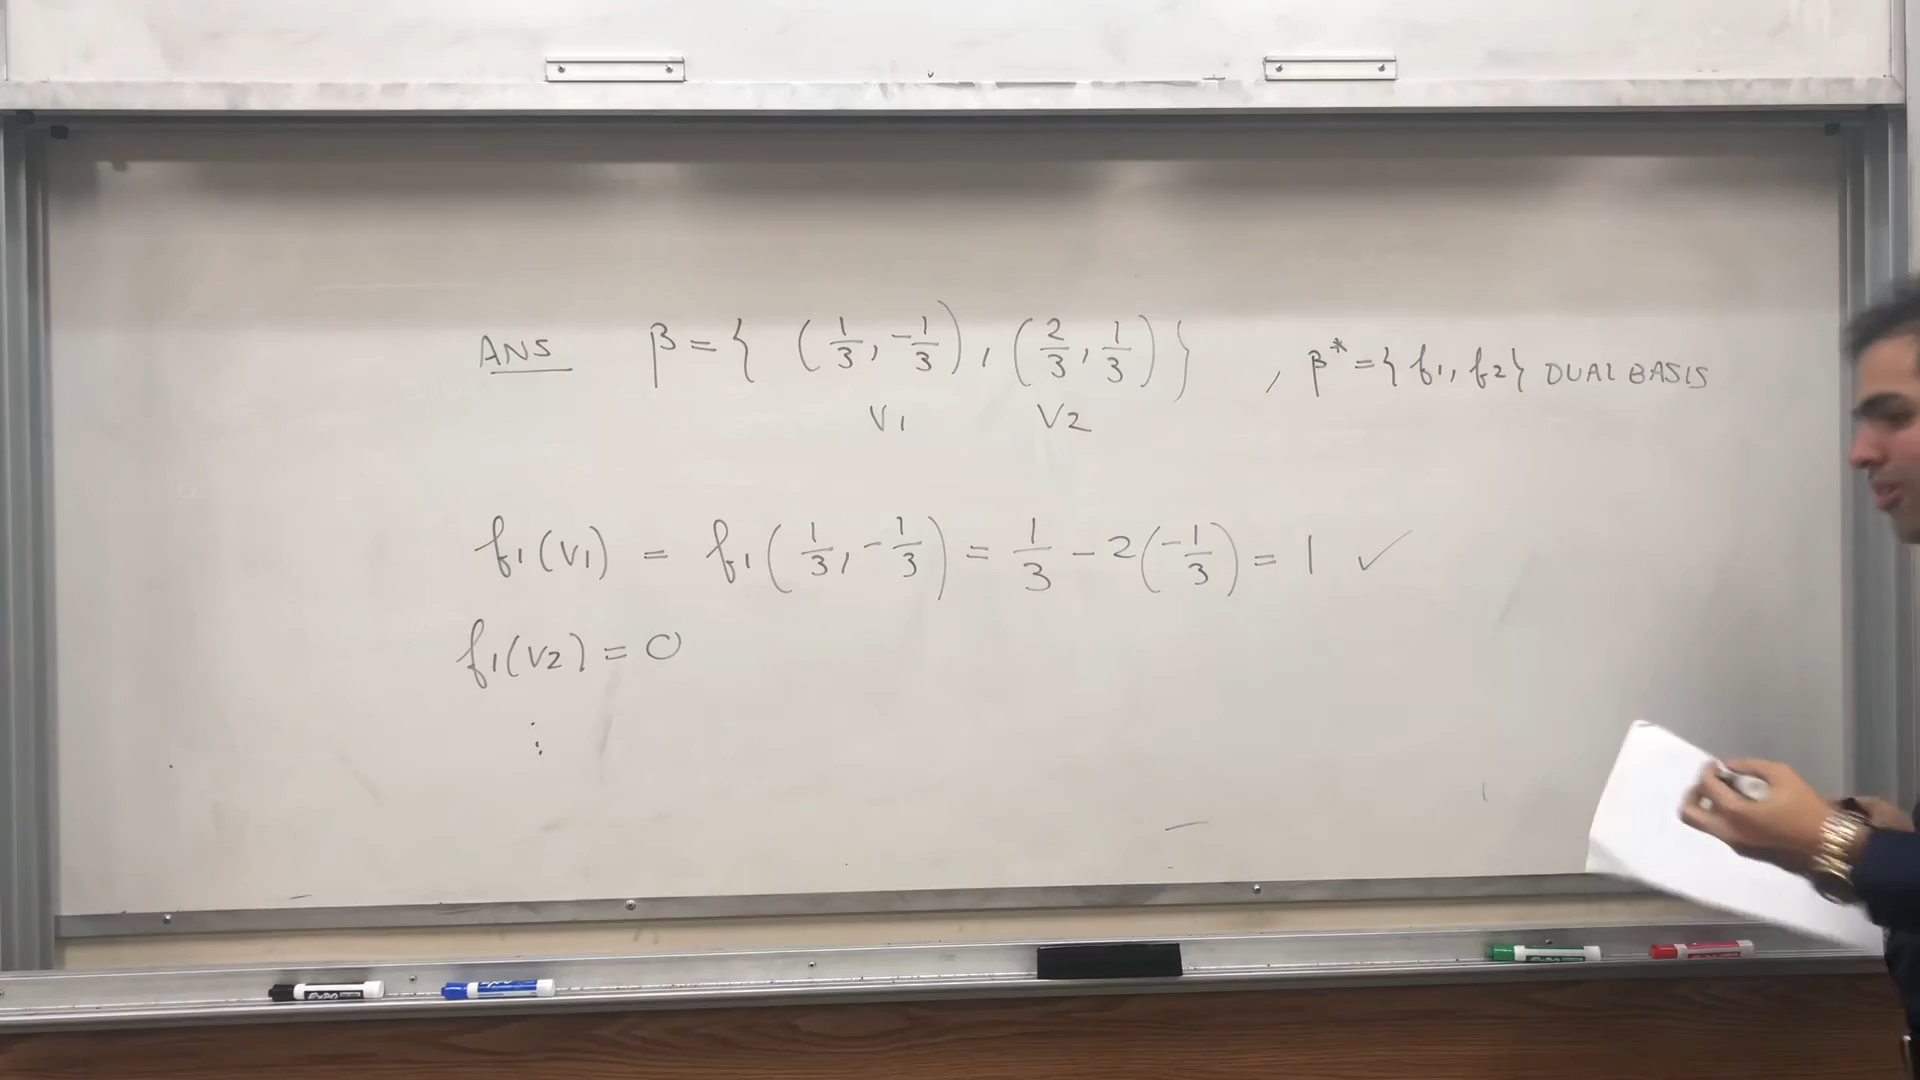 ANS β = { (1/3, -1/3), (2/3, 1/3) } , β* = { f1, f2 } DUAL BASIS
V1 V2
f1(V1) = f1(1/3, -1/3) = 1/3 - 2(-1/3) = 1 ✓
f1(V2) = 0
⋮
EXPO